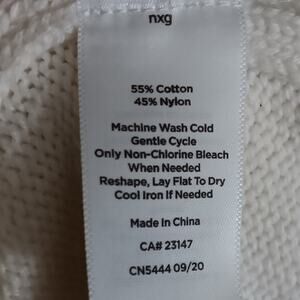 nxg
55% Cotton
45% Nylon
Machine Wash Cold
Gentle Cycle
Only Non-Chlorine Bleach
When Needed
Reshape, Lay Flat To Dry
Cool Iron If Needed
Made In China
CA# 23147
CN5444 09/20